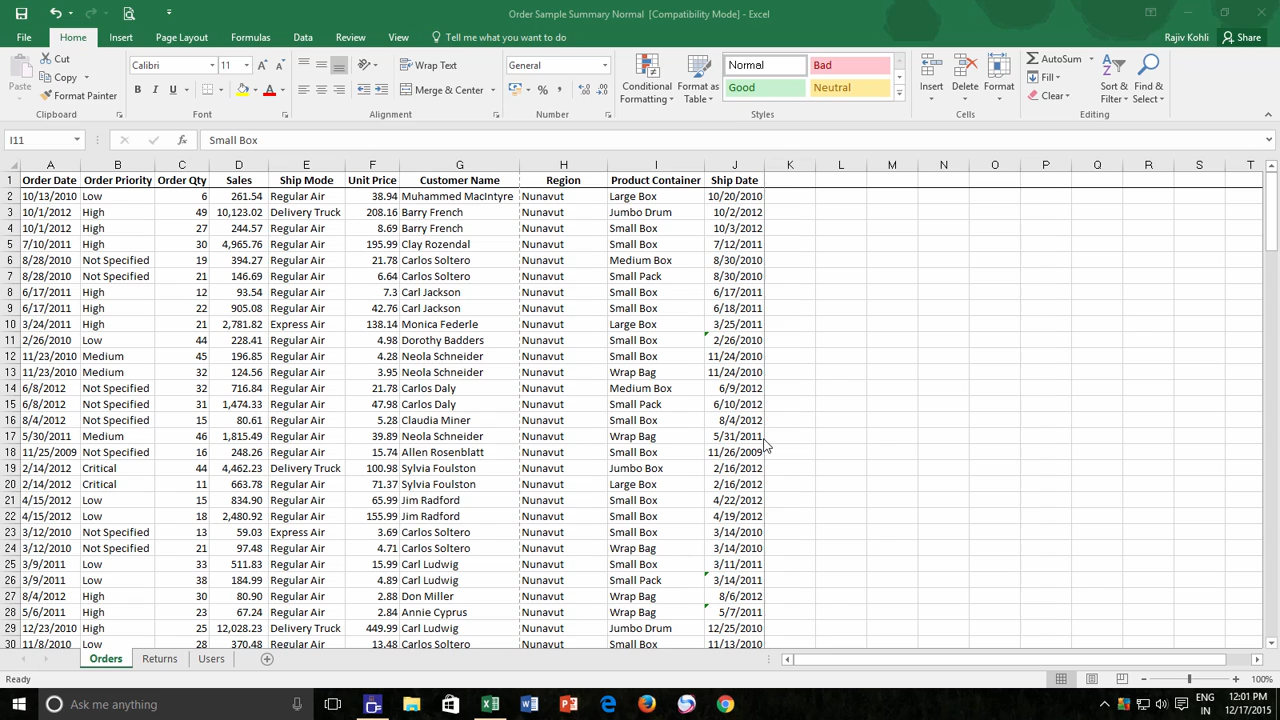 Order Sample Summary Normal [Compatibility Mode] - Excel
File Home Insert Page Layout Formulas Data Review View Tell me what you want to do Rajiv Kohli Share
Paste Cut Copy Format Painter Clipboard
Calibri 11 B I U A A A Font
Wrap Text Merge & Center Alignment
General % , Number
Conditional Formatting Format as Table Normal Bad Good Neutral Styles
Insert Delete Format Cells
AutoSum Fill Clear Sort & Filter Find & Select Editing
I11 fx Small Box
A B C D E F G H I J K L M N O P Q R S T
1 Order Date Order Priority Order Qty Sales Ship Mode Unit Price Customer Name Region Product Container Ship Date
2 10/13/2010 Low 6 261.54 Regular Air 38.94 Muhammed MacIntyre Nunavut Large Box 10/20/2010
3 10/1/2012 High 49 10,123.02 Delivery Truck 208.16 Barry French Nunavut Jumbo Drum 10/2/2012
4 10/1/2012 High 27 244.57 Regular Air 8.69 Barry French Nunavut Small Box 10/3/2012
5 7/10/2011 High 30 4,965.76 Regular Air 195.99 Clay Rozendal Nunavut Small Box 7/12/2011
6 8/28/2010 Not Specified 19 394.27 Regular Air 21.78 Carlos Soltero Nunavut Medium Box 8/30/2010
7 8/28/2010 Not Specified 21 146.69 Regular Air 6.64 Carlos Soltero Nunavut Small Pack 8/30/2010
8 6/17/2011 High 12 93.54 Regular Air 7.3 Carl Jackson Nunavut Small Box 6/17/2011
9 6/17/2011 High 22 905.08 Regular Air 42.76 Carl Jackson Nunavut Small Box 6/18/2011
10 3/24/2011 High 21 2,781.82 Express Air 138.14 Monica Federle Nunavut Large Box 3/25/2011
11 2/26/2010 Low 44 228.41 Regular Air 4.98 Dorothy Badders Nunavut Small Box 2/26/2010
12 11/23/2010 Medium 45 196.85 Regular Air 4.28 Neola Schneider Nunavut Small Box 11/24/2010
13 11/23/2010 Medium 32 124.56 Regular Air 3.95 Neola Schneider Nunavut Wrap Bag 11/24/2010
14 6/8/2012 Not Specified 32 716.84 Regular Air 21.78 Carlos Daly Nunavut Medium Box 6/9/2012
15 6/8/2012 Not Specified 31 1,474.33 Regular Air 47.98 Carlos Daly Nunavut Small Pack 6/10/2012
16 8/4/2012 Not Specified 15 80.61 Regular Air 5.28 Claudia Miner Nunavut Small Box 8/4/2012
17 5/30/2011 Medium 46 1,815.49 Regular Air 39.89 Neola Schneider Nunavut Wrap Bag 5/31/2011
18 11/25/2009 Not Specified 16 248.26 Regular Air 15.74 Allen Rosenblatt Nunavut Small Box 11/26/2009
19 2/14/2012 Critical 44 4,462.23 Delivery Truck 100.98 Sylvia Foulston Nunavut Jumbo Box 2/16/2012
20 2/14/2012 Critical 11 663.78 Regular Air 71.37 Sylvia Foulston Nunavut Large Box 2/16/2012
21 4/15/2012 Low 15 834.90 Regular Air 65.99 Jim Radford Nunavut Small Box 4/22/2012
22 4/15/2012 Low 18 2,480.92 Regular Air 155.99 Jim Radford Nunavut Small Box 4/19/2012
23 3/12/2010 Not Specified 13 59.03 Express Air 3.69 Carlos Soltero Nunavut Small Box 3/14/2010
24 3/12/2010 Not Specified 21 97.48 Regular Air 4.71 Carlos Soltero Nunavut Wrap Bag 3/14/2010
25 3/9/2011 Low 33 511.83 Regular Air 15.99 Carl Ludwig Nunavut Small Box 3/11/2011
26 3/9/2011 Low 38 184.99 Regular Air 4.89 Carl Ludwig Nunavut Small Pack 3/14/2011
27 8/4/2012 High 30 80.90 Regular Air 2.88 Don Miller Nunavut Wrap Bag 8/6/2012
28 5/6/2011 High 23 67.24 Regular Air 2.84 Annie Cyprus Nunavut Wrap Bag 5/7/2011
29 12/23/2010 High 25 12,028.23 Delivery Truck 449.99 Carl Ludwig Nunavut Jumbo Drum 12/25/2010
30 11/8/2010 Low 28 370.48 Regular Air 13.48 Carlos Soltero Nunavut Small Box 11/13/2010
Orders Returns Users
Ready 100%
Ask me anything ENG IN 12:01 PM 12/17/2015